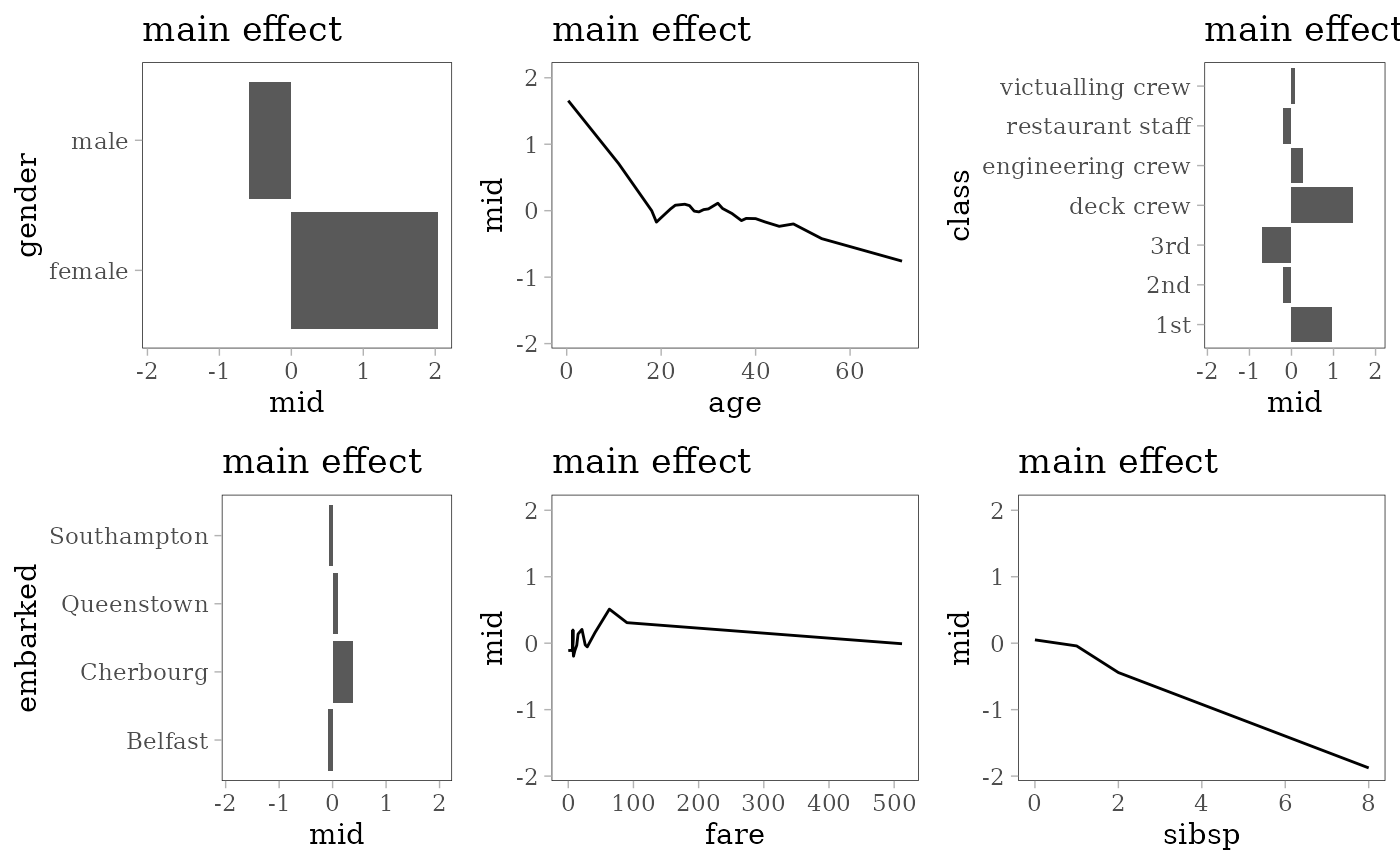 main effect
gender
male
female
-2 -1 0 1 2
mid
main effect
mid
2
1
0
-1
-2
0 20 40 60
age
main effect
class
victualling crew
restaurant staff
engineering crew
deck crew
3rd
2nd
1st
-2 -1 0 1 2
mid
main effect
embarked
Southampton
Queenstown
Cherbourg
Belfast
-2 -1 0 1 2
mid
main effect
mid
2
1
0
-1
-2
0 100 200 300 400 500
fare
main effect
mid
2
1
0
-1
-2
0 2 4 6 8
sibsp